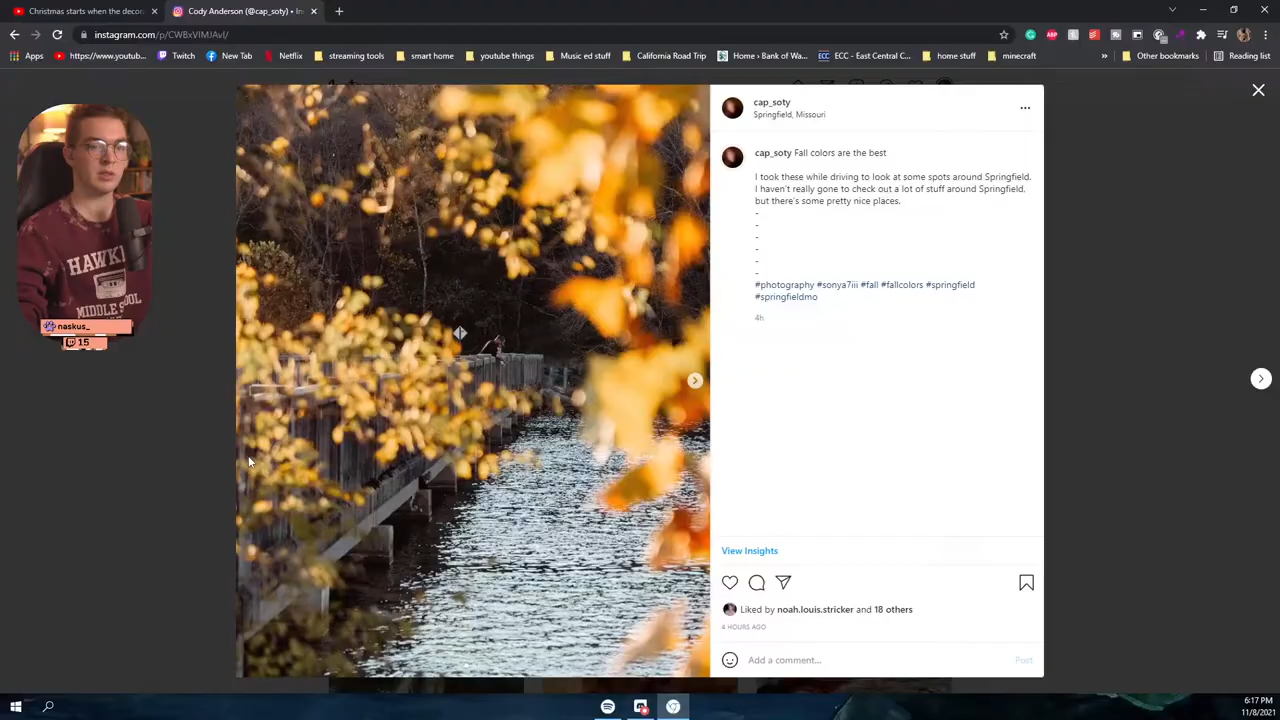 Christmas starts when the deco
Cody Anderson (@cap_soty) • In
instagram.com/p/CWBxVIMJAvI/
Apps
https://www.youtub...
Twitch
New Tab
Netflix
streaming tools
smart home
youtube things
Music ed stuff
California Road Trip
Home › Bank of Wa...
ECC - East Central C...
home stuff
minecraft
Other bookmarks
Reading list
cap_soty
Springfield, Missouri
cap_soty Fall colors are the best
I took these while driving to look at some spots around Springfield.
I haven't really gone to check out a lot of stuff around Springfield,
but there's some pretty nice places.
-
-
-
-
-
-
#photography #sonya7iii #fall #fallcolors #springfield
#springfieldmo
4h
HAWKI
MIDDLE SCHOOL
naskus_
15
View Insights
Liked by noah.louis.stricker and 18 others
4 HOURS AGO
Add a comment...
Post
6:17 PM
11/8/2021